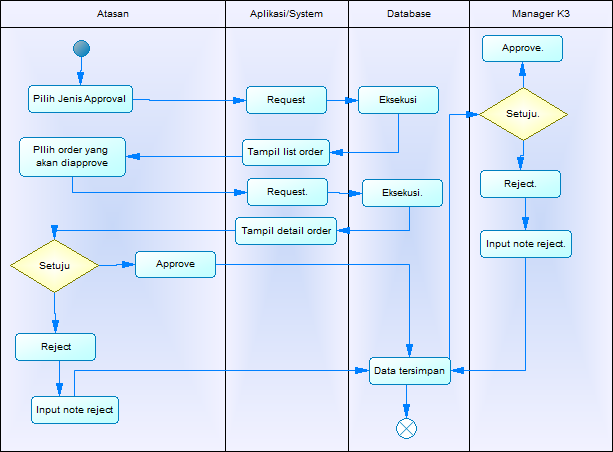 Atasan
Aplikasi/System
Database
Manager K3
Approve.
Pilih Jenis Approval
Request
Eksekusi
Setuju.
PIlih order yang
akan diapprove
Tampil list order
Request.
Eksekusi.
Reject.
Tampil detail order
Input note reject.
Setuju
Approve
Reject
Data tersimpan
Input note reject